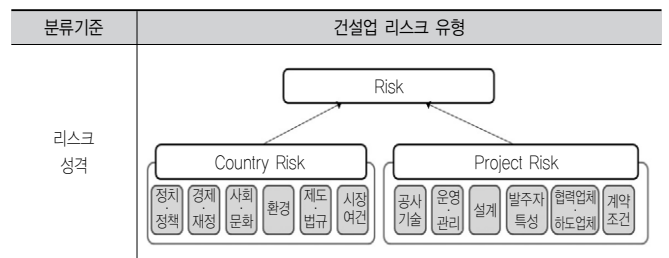 분류기준 건설업 리스크 유형
리스크
성격
Risk
Country Risk Project Risk
정치·정책 경제·재정 사회·문화 환경 제도·법규 시장여건 공사기술 운영·관리 설계 발주자특성 협력업체·하도업체 계약조건